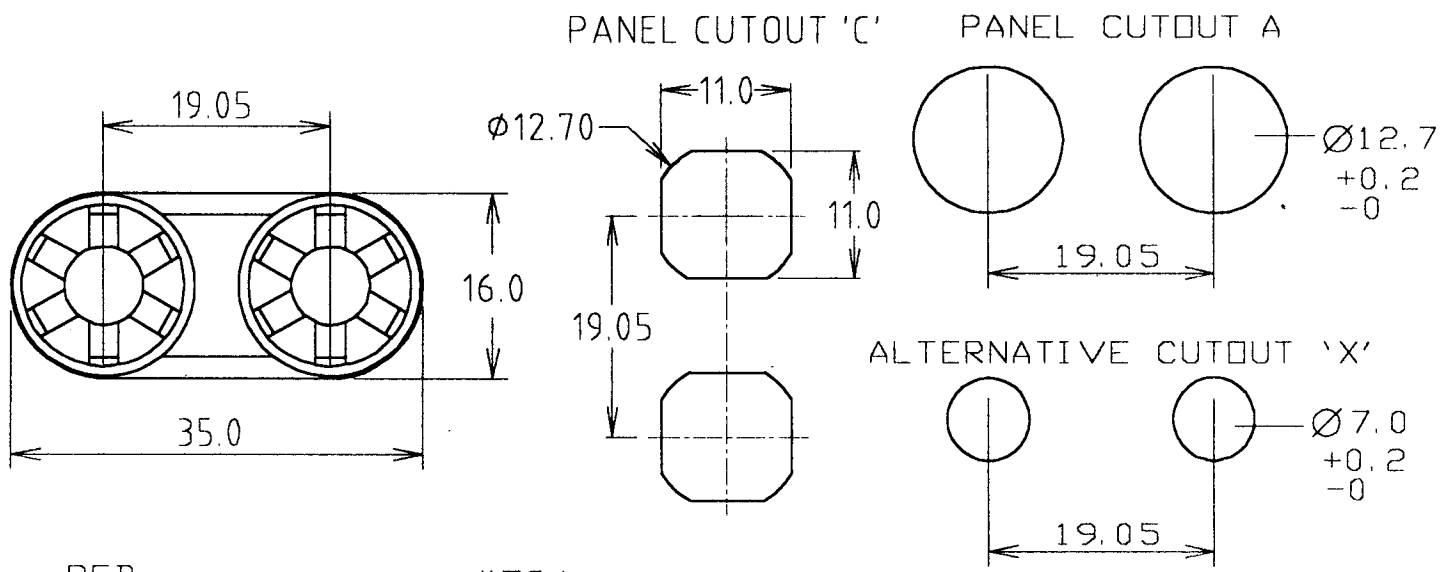 PANEL CUTOUT 'C'
PANEL CUTOUT A
19.05
11.0
Ø12.70
Ø12.7
+0.2
-0
11.0
19.05
16.0
19.05
ALTERNATIVE CUTOUT 'X'
35.0
Ø7.0
+0.2
-0
19.05